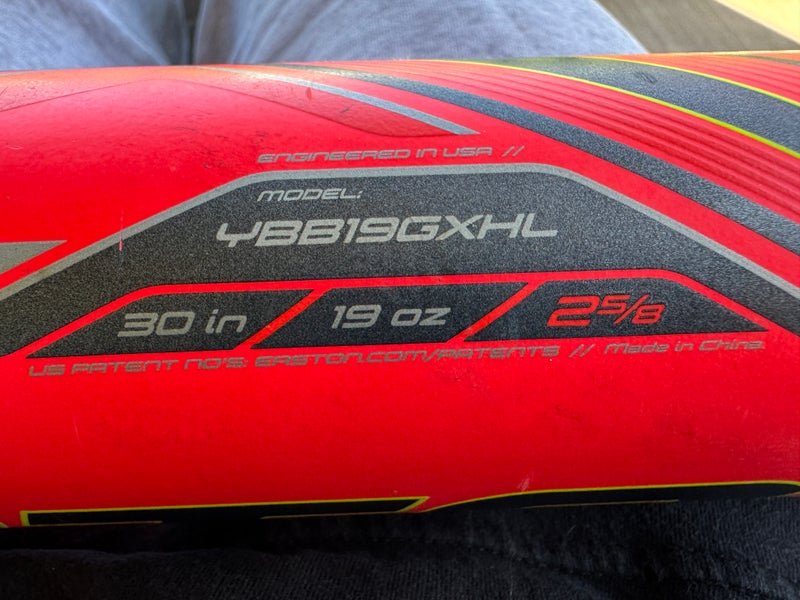 ENGINEERED IN USA //
MODEL:
YBB19GXHL
30 in 19 oz 2 5/8
US PATENT NO'S: EASTON.COM/PATENTS // Made in China